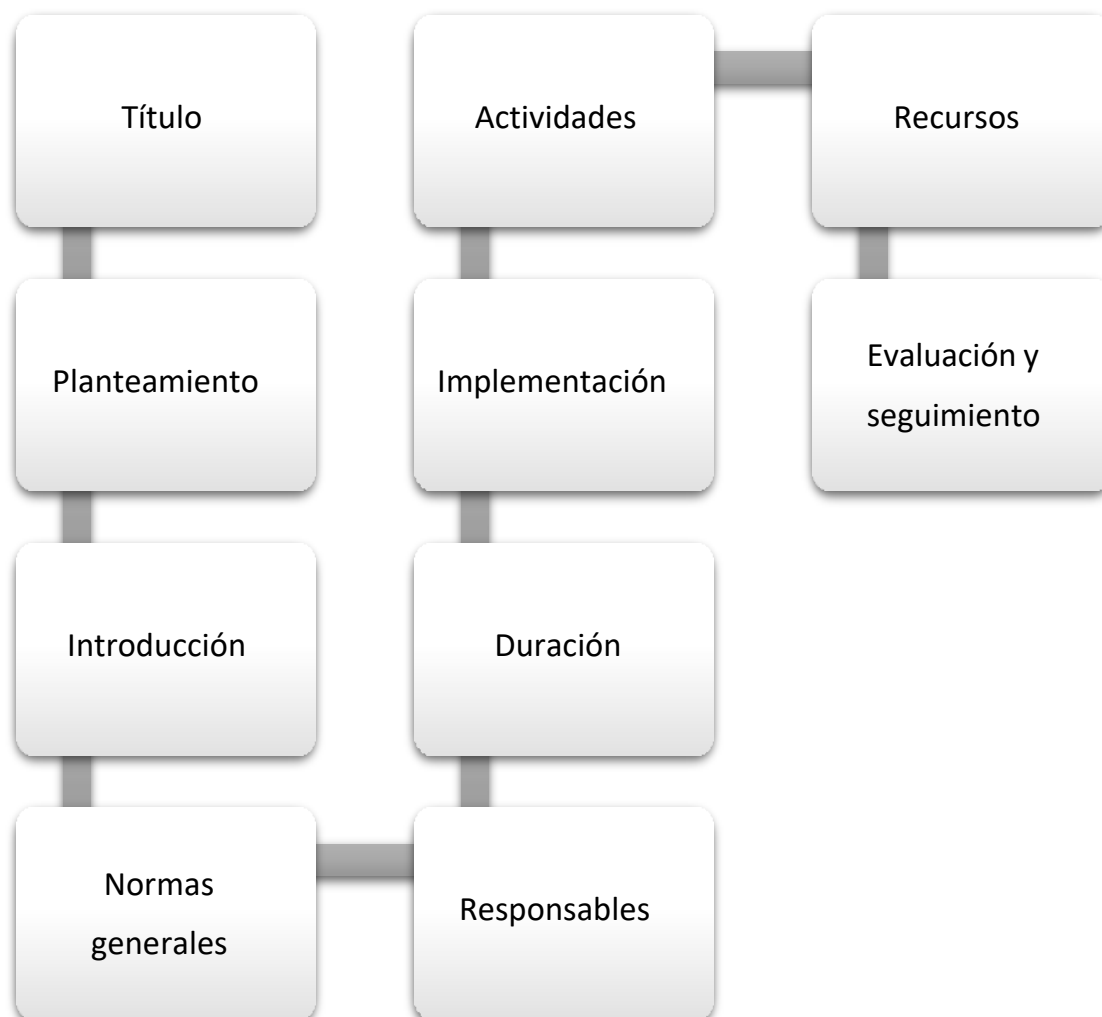 Título
Planteamiento
Introducción
Normas
generales
Responsables
Duración
Implementación
Actividades
Recursos
Evaluación y
seguimiento